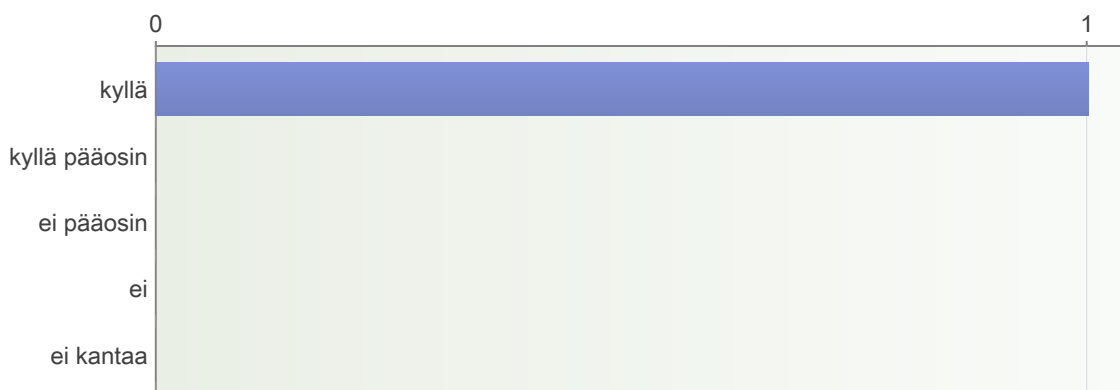 0 1
kyllä
kyllä pääosin
ei pääosin
ei
ei kantaa